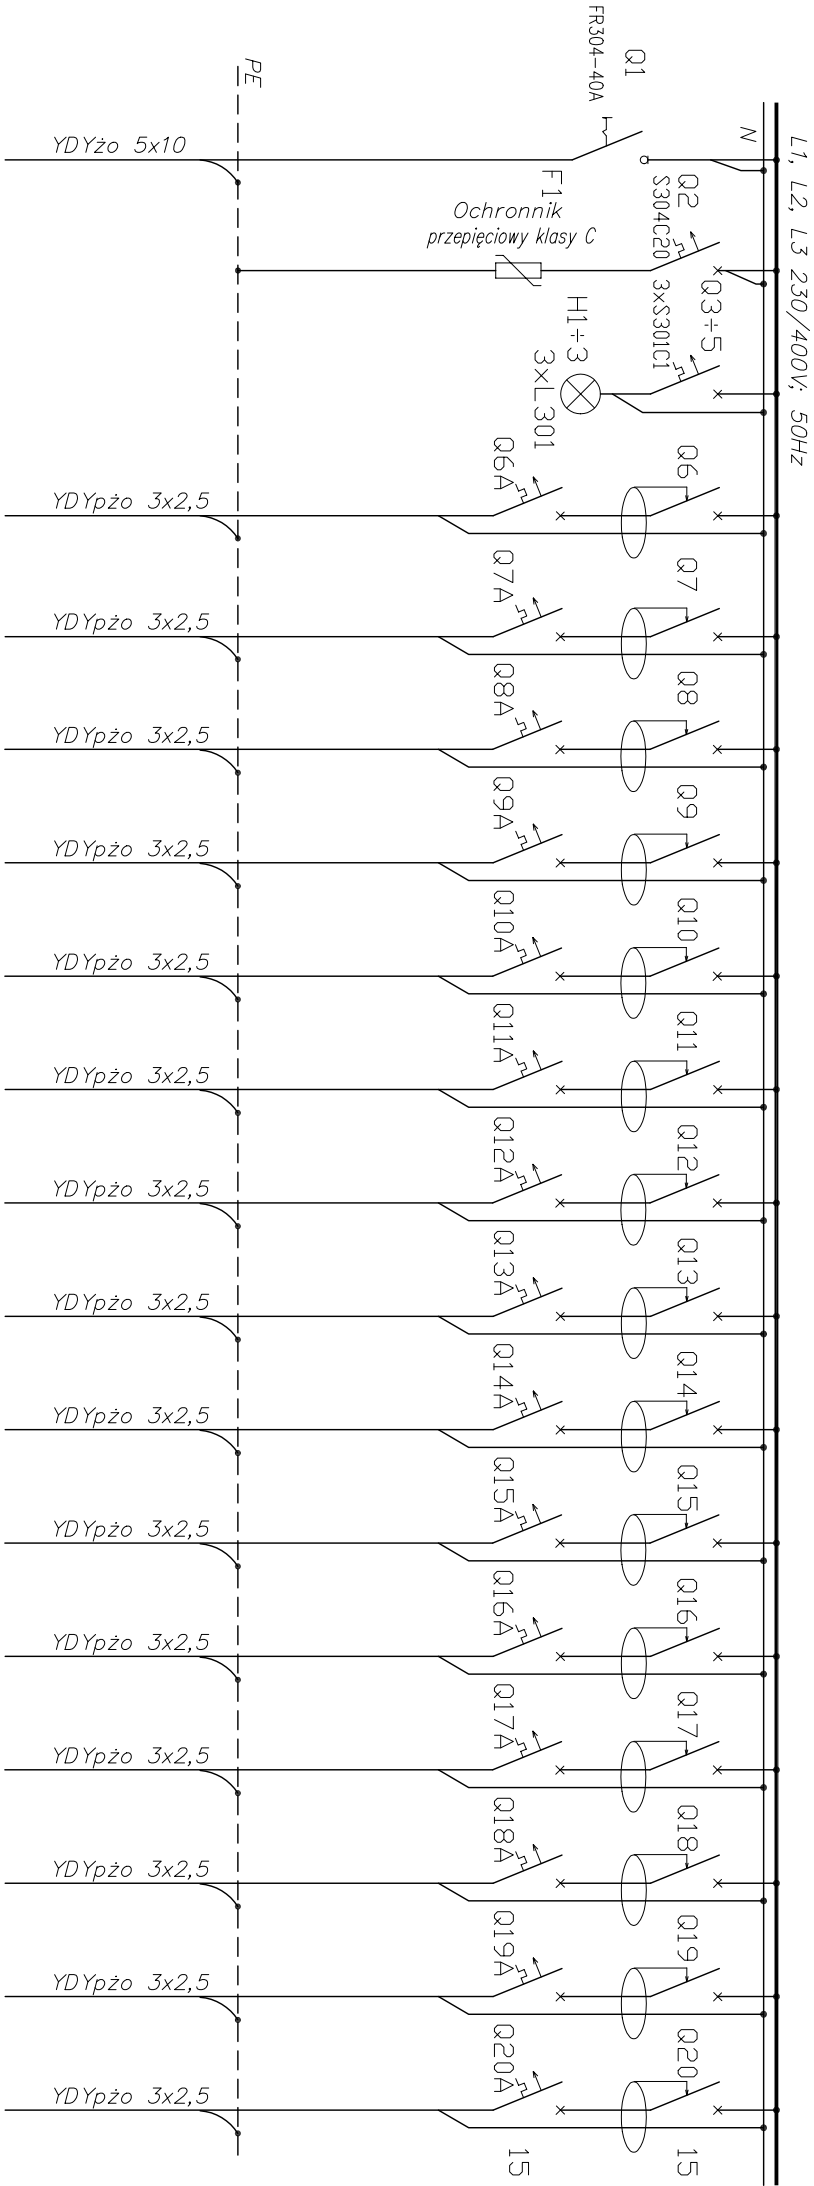 L1, L2, L3 230/400V; 50Hz
N
PE
Q1
FR304-40A
YDYżo 5x10
Q2
S304C20
F1
Ochronnik
przepięciowy klasy C
Q3÷5
3xS301C1
H1÷3
3xL301
Q6
Q6A
YDYpżo 3x2,5
Q7
Q7A
YDYpżo 3x2,5
Q8
Q8A
YDYpżo 3x2,5
Q9
Q9A
YDYpżo 3x2,5
Q10
Q10A
YDYpżo 3x2,5
Q11
Q11A
YDYpżo 3x2,5
Q12
Q12A
YDYpżo 3x2,5
Q13
Q13A
YDYpżo 3x2,5
Q14
Q14A
YDYpżo 3x2,5
Q15
Q15A
YDYpżo 3x2,5
Q16
Q16A
YDYpżo 3x2,5
Q17
Q17A
YDYpżo 3x2,5
Q18
Q18A
YDYpżo 3x2,5
Q19
Q19A
YDYpżo 3x2,5
Q20
Q20A
YDYpżo 3x2,5
15
15